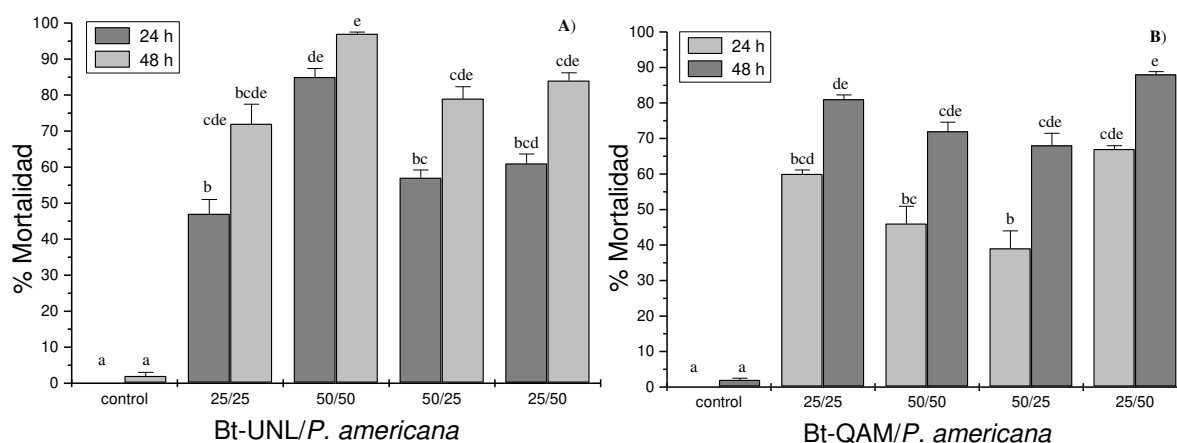 A)
24 h
48 h
% Mortalidad
100
90
80
70
60
50
40
30
20
10
0
a
a
b
cde
bcde
de
e
bc
cde
bcd
cde
control
25/25
50/50
50/25
25/50
Bt-UNL/P. americana
B)
24 h
48 h
% Mortalidad
100
90
80
70
60
50
40
30
20
10
0
a
a
bcd
de
bc
cde
b
cde
cde
e
control
25/25
50/50
50/25
25/50
Bt-QAM/P. americana